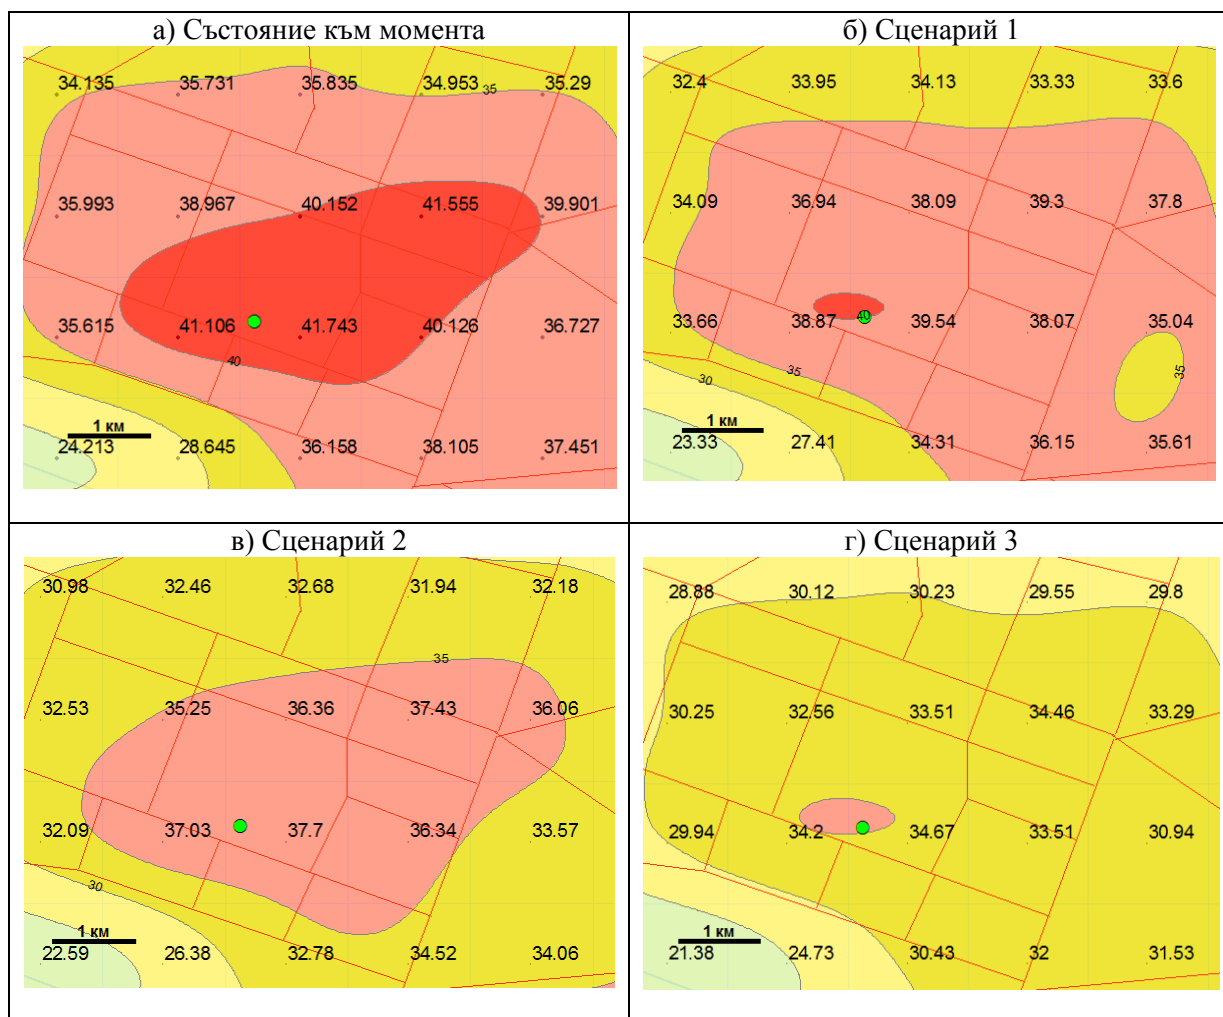 а) Състояние към момента
34.135 35.731 35.835 34.953 35 35.29
35.993 38.967 40.152 41.555 39.901
35.615 41.106 41.743 40.126 36.727
40
1 км
24.213 28.645 36.158 38.105 37.451
б) Сценарий 1
32.4 33.95 34.13 33.33 33.6
34.09 36.94 38.09 39.3 37.8
33.66 38.87 40 39.54 38.07 35.04
30 35 35
1 км
23.33 27.41 34.31 36.15 35.61
в) Сценарий 2
30.98 32.46 32.68 31.94 32.18
35
32.53 35.25 36.36 37.43 36.06
32.09 37.03 37.7 36.34 33.57
30
1 км
22.59 26.38 32.78 34.52 34.06
г) Сценарий 3
28.88 30.12 30.23 29.55 29.8
30.25 32.56 33.51 34.46 33.29
29.94 34.2 34.67 33.51 30.94
1 км
21.38 24.73 30.43 32 31.53